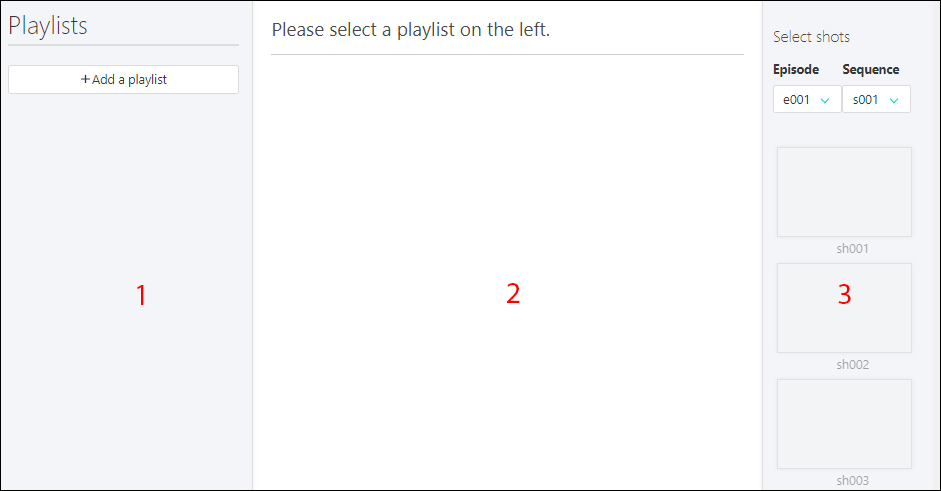 Playlists
+Add a playlist
1
Please select a playlist on the left.
2
Select shots
Episode Sequence
e001 s001
sh001
3
sh002
sh003